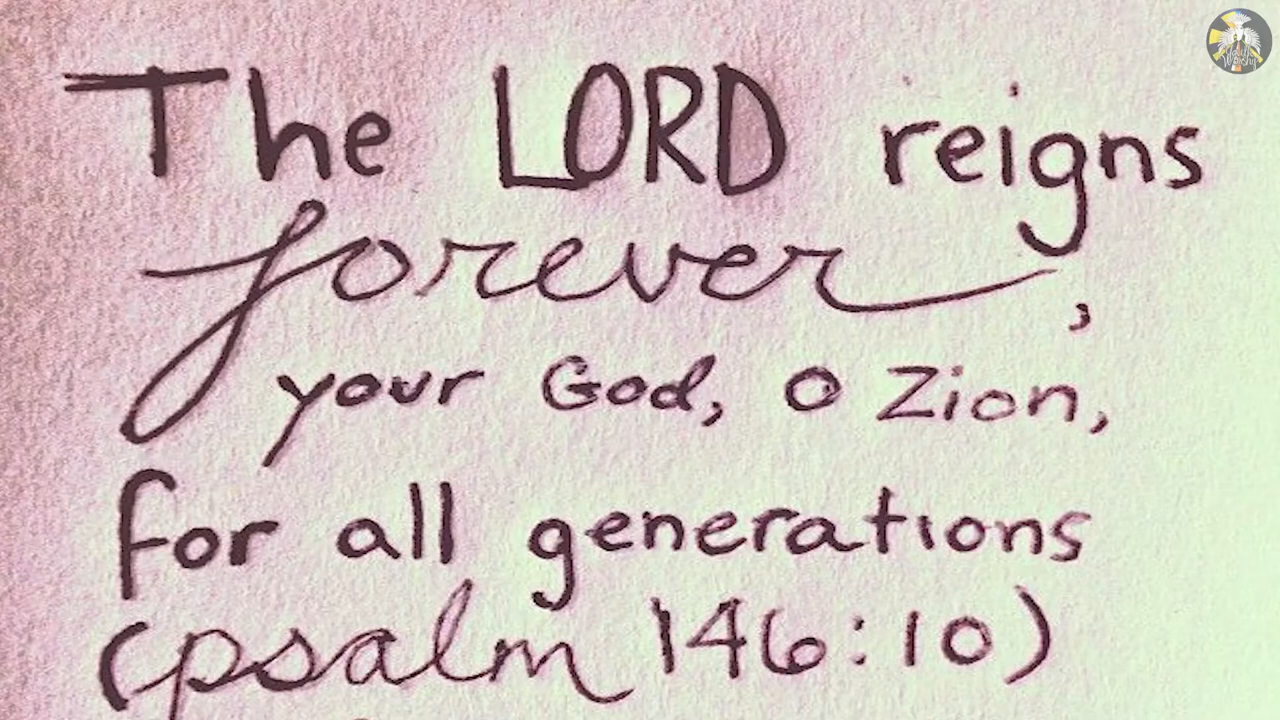 The LORD reigns
forever,
your God, O Zion,
for all generations
(psalm 146:10)